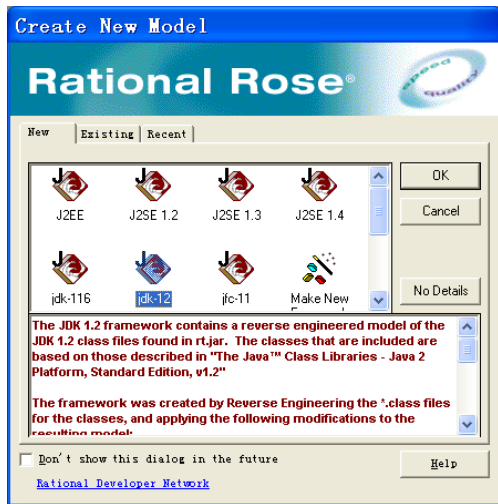 Create New Model
Rational Rose®
speed
quality
New Existing Recent
J2EE J2SE 1.2 J2SE 1.3 J2SE 1.4
OK
Cancel
jdk-116 jdk-12 jfc-11 Make New
No Details
The JDK 1.2 framework contains a reverse engineered model of the
JDK 1.2 class files found in rt.jar. The classes that are included are
based on those described in "The Java™ Class Libraries - Java 2
Platform, Standard Edition, v1.2"
The framework was created by Reverse Engineering the *.class files
for the classes, and applying the following modifications to the
resulting model:
Don't show this dialog in the future
Help
Rational Developer Network